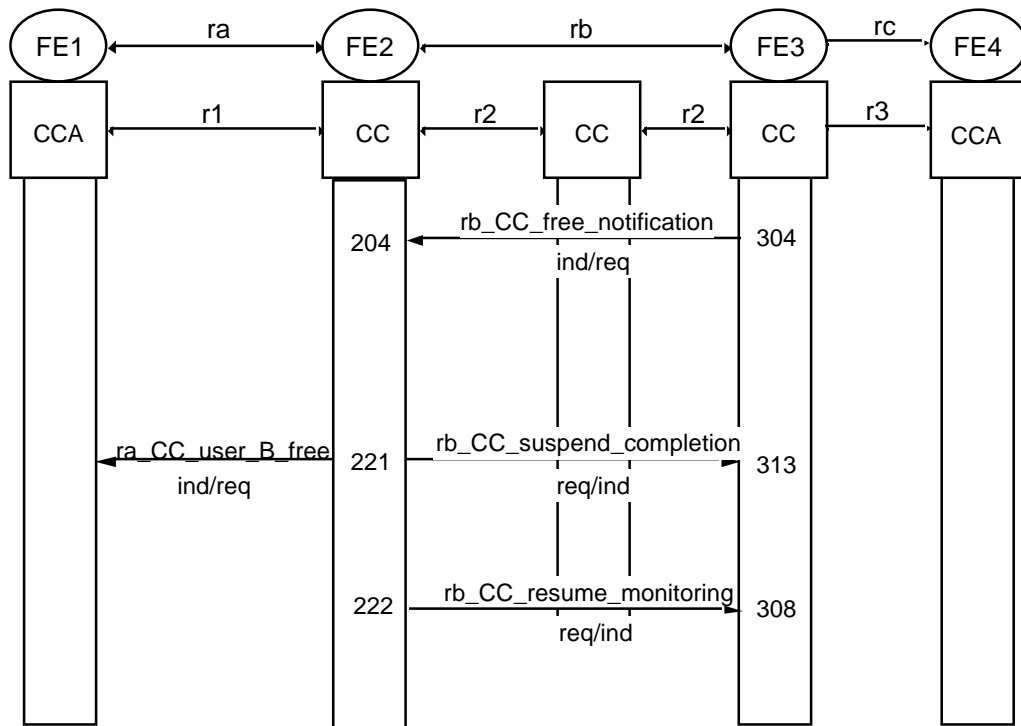 FE1 ra FE2 rb FE3 rc FE4
CCA r1 CC r2 CC r2 CC r3 CCA
rb_CC_free_notification
204 304
ind/req
ra_CC_user_B_free rb_CC_suspend_completion
221 313
ind/req req/ind
rb_CC_resume_monitoring
222 308
req/ind